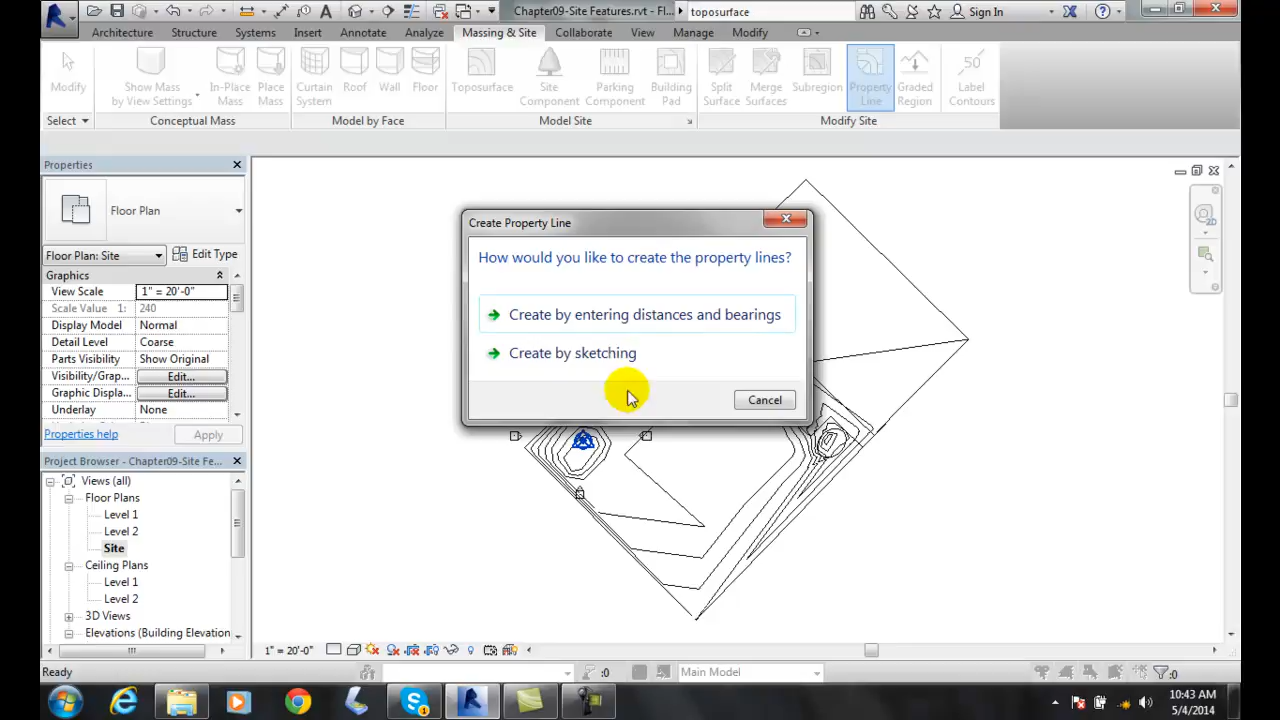 Chapter09-Site Features.rvt - Fl...
toposurface
Sign In
Architecture Structure Systems Insert Annotate Analyze Massing & Site Collaborate View Manage Modify
Modify
Show Mass by View Settings
In-Place Mass
Place Mass
Curtain System
Roof
Wall
Floor
Toposurface
Site Component
Parking Component
Building Pad
Split Surface
Merge Surfaces
Subregion
Property Line
Graded Region
50
Label Contours
Select Conceptual Mass Model by Face Model Site Modify Site
Properties
Floor Plan
Floor Plan: Site
Edit Type
Graphics
View Scale 1" = 20'-0"
Scale Value 1: 240
Display Model Normal
Detail Level Coarse
Parts Visibility Show Original
Visibility/Grap... Edit...
Graphic Displa... Edit...
Underlay None
Properties help
Apply
Project Browser - Chapter09-Site Fe...
Views (all)
Floor Plans
Level 1
Level 2
Site
Ceiling Plans
Level 1
Level 2
3D Views
Elevations (Building Elevation
Create Property Line
How would you like to create the property lines?
Create by entering distances and bearings
Create by sketching
Cancel
2D
1" = 20'-0"
Ready
:0
Main Model
:0
1
10:43 AM
5/4/2014